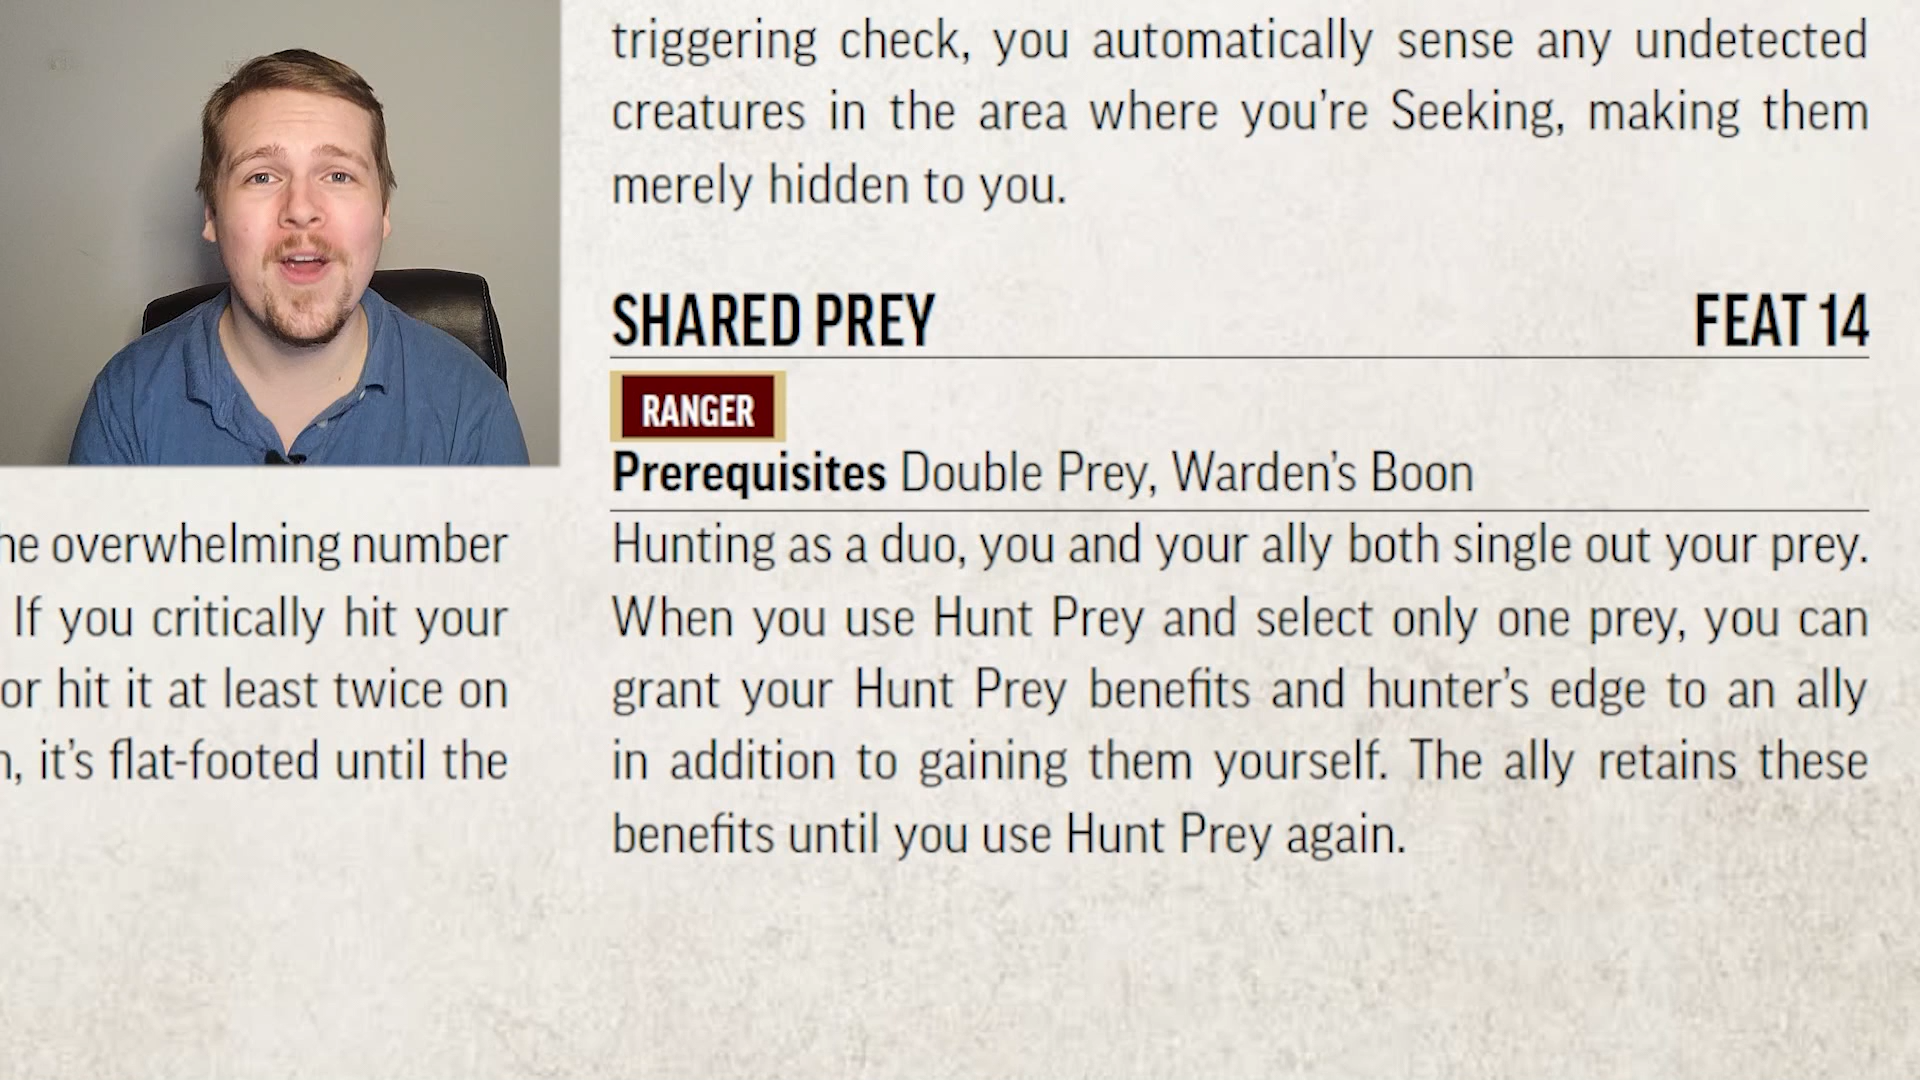 triggering check, you automatically sense any undetected
creatures in the area where you're Seeking, making them
merely hidden to you.
SHARED PREY FEAT 14
RANGER
Prerequisites Double Prey, Warden's Boon
Hunting as a duo, you and your ally both single out your prey.
When you use Hunt Prey and select only one prey, you can
grant your Hunt Prey benefits and hunter's edge to an ally
in addition to gaining them yourself. The ally retains these
benefits until you use Hunt Prey again.
overwhelming number
If you critically hit your
or hit it at least twice on
it's flat-footed until the